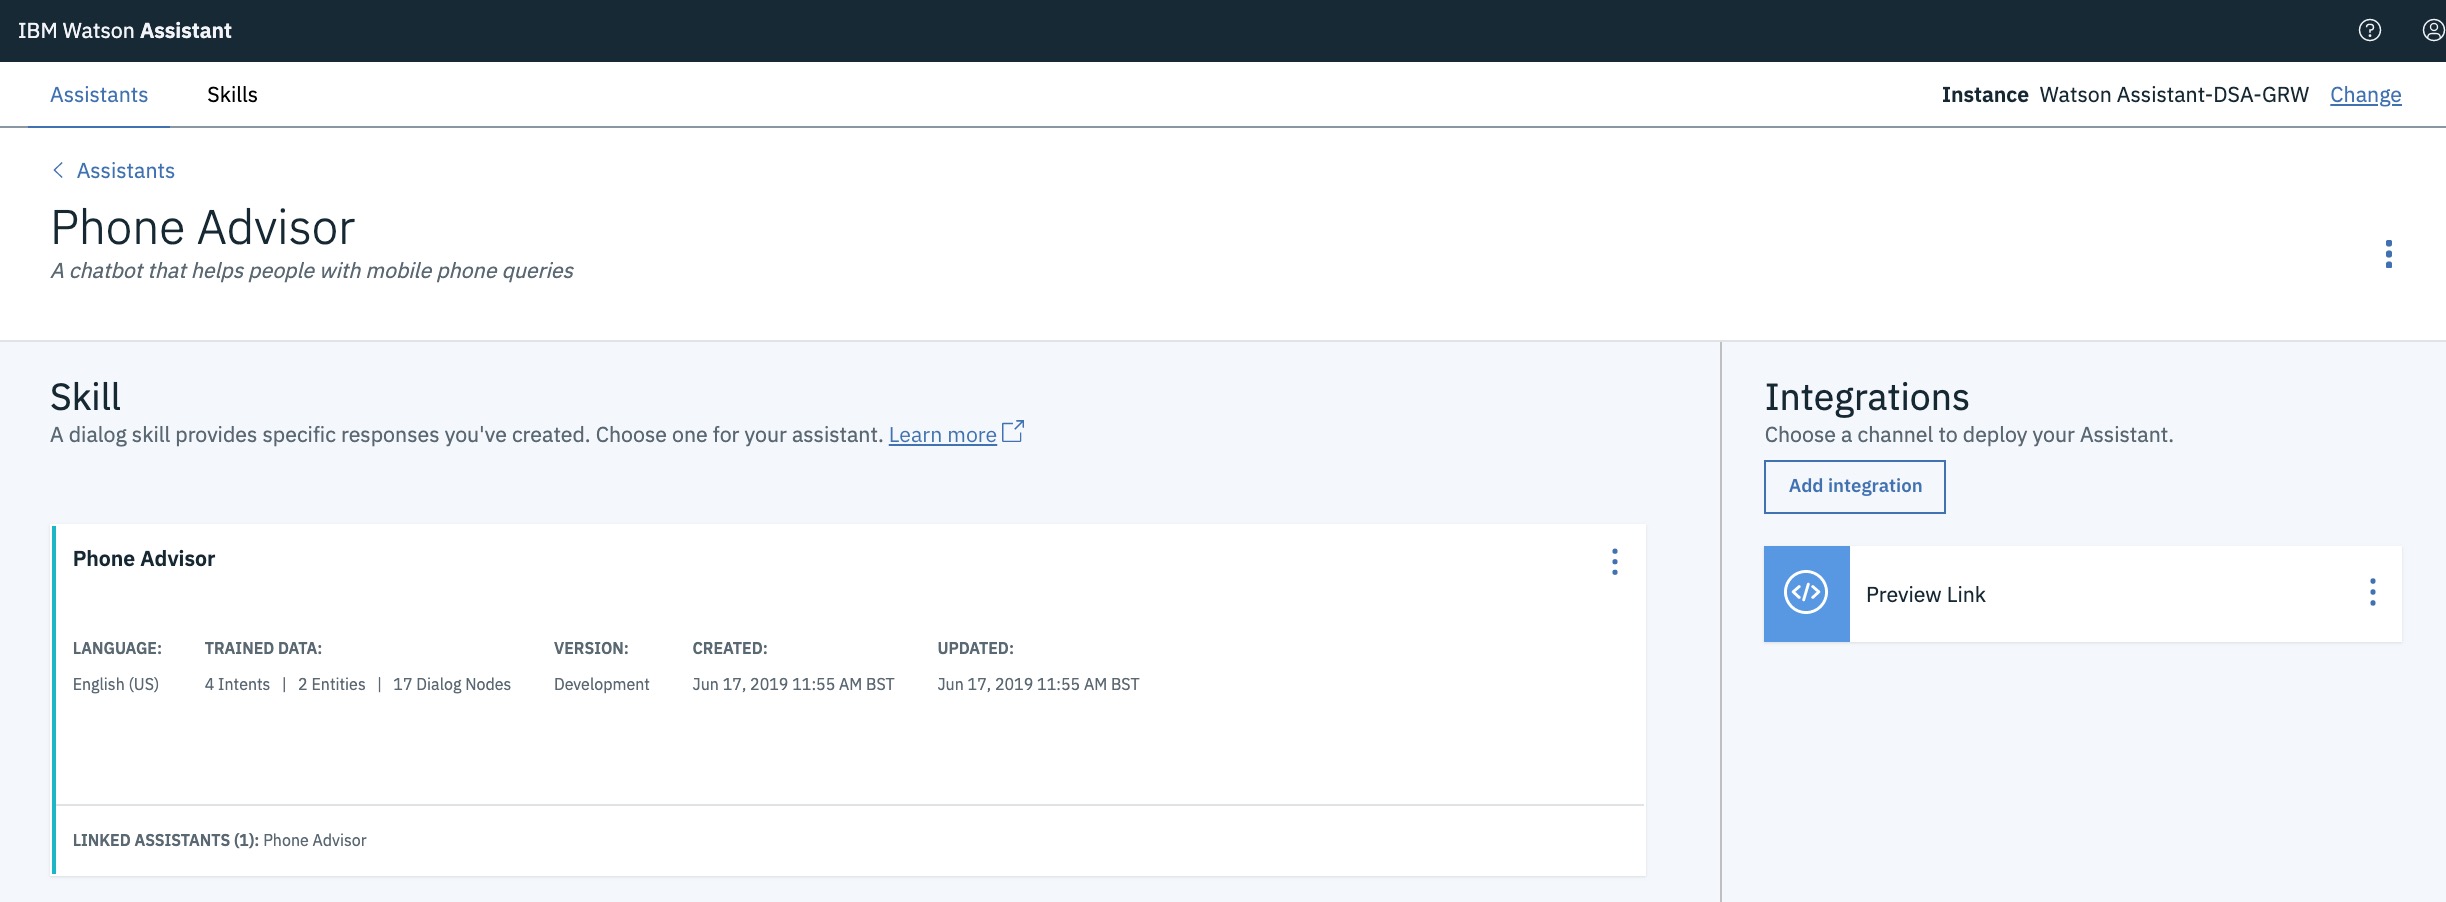 IBM Watson Assistant
Assistants Skills Instance Watson Assistant-DSA-GRW Change
Assistants
Phone Advisor
A chatbot that helps people with mobile phone queries
Skill
A dialog skill provides specific responses you've created. Choose one for your assistant. Learn more
Phone Advisor
LANGUAGE: TRAINED DATA: VERSION: CREATED: UPDATED:
English (US) 4 Intents | 2 Entities | 17 Dialog Nodes Development Jun 17, 2019 11:55 AM BST Jun 17, 2019 11:55 AM BST
LINKED ASSISTANTS (1): Phone Advisor
Integrations
Choose a channel to deploy your Assistant.
Add integration
Preview Link